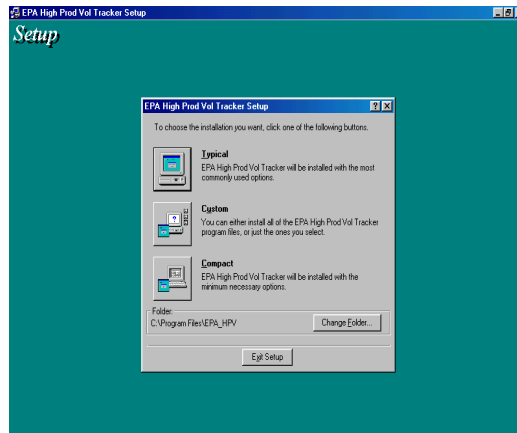 EPA High Prod Vol Tracker Setup
Setup
EPA High Prod Vol Tracker Setup
To choose the installation you want, click one of the following buttons.
Typical
EPA High Prod Vol Tracker will be installed with the most
commonly used options.
Custom
You can either install all of the EPA High Prod Vol Tracker
program files, or just the ones you select.
Compact
EPA High Prod Vol Tracker will be installed with the
minimum necessary options.
Folder:
C:\Program Files\EPA_HPV
Change Folder...
Exit Setup